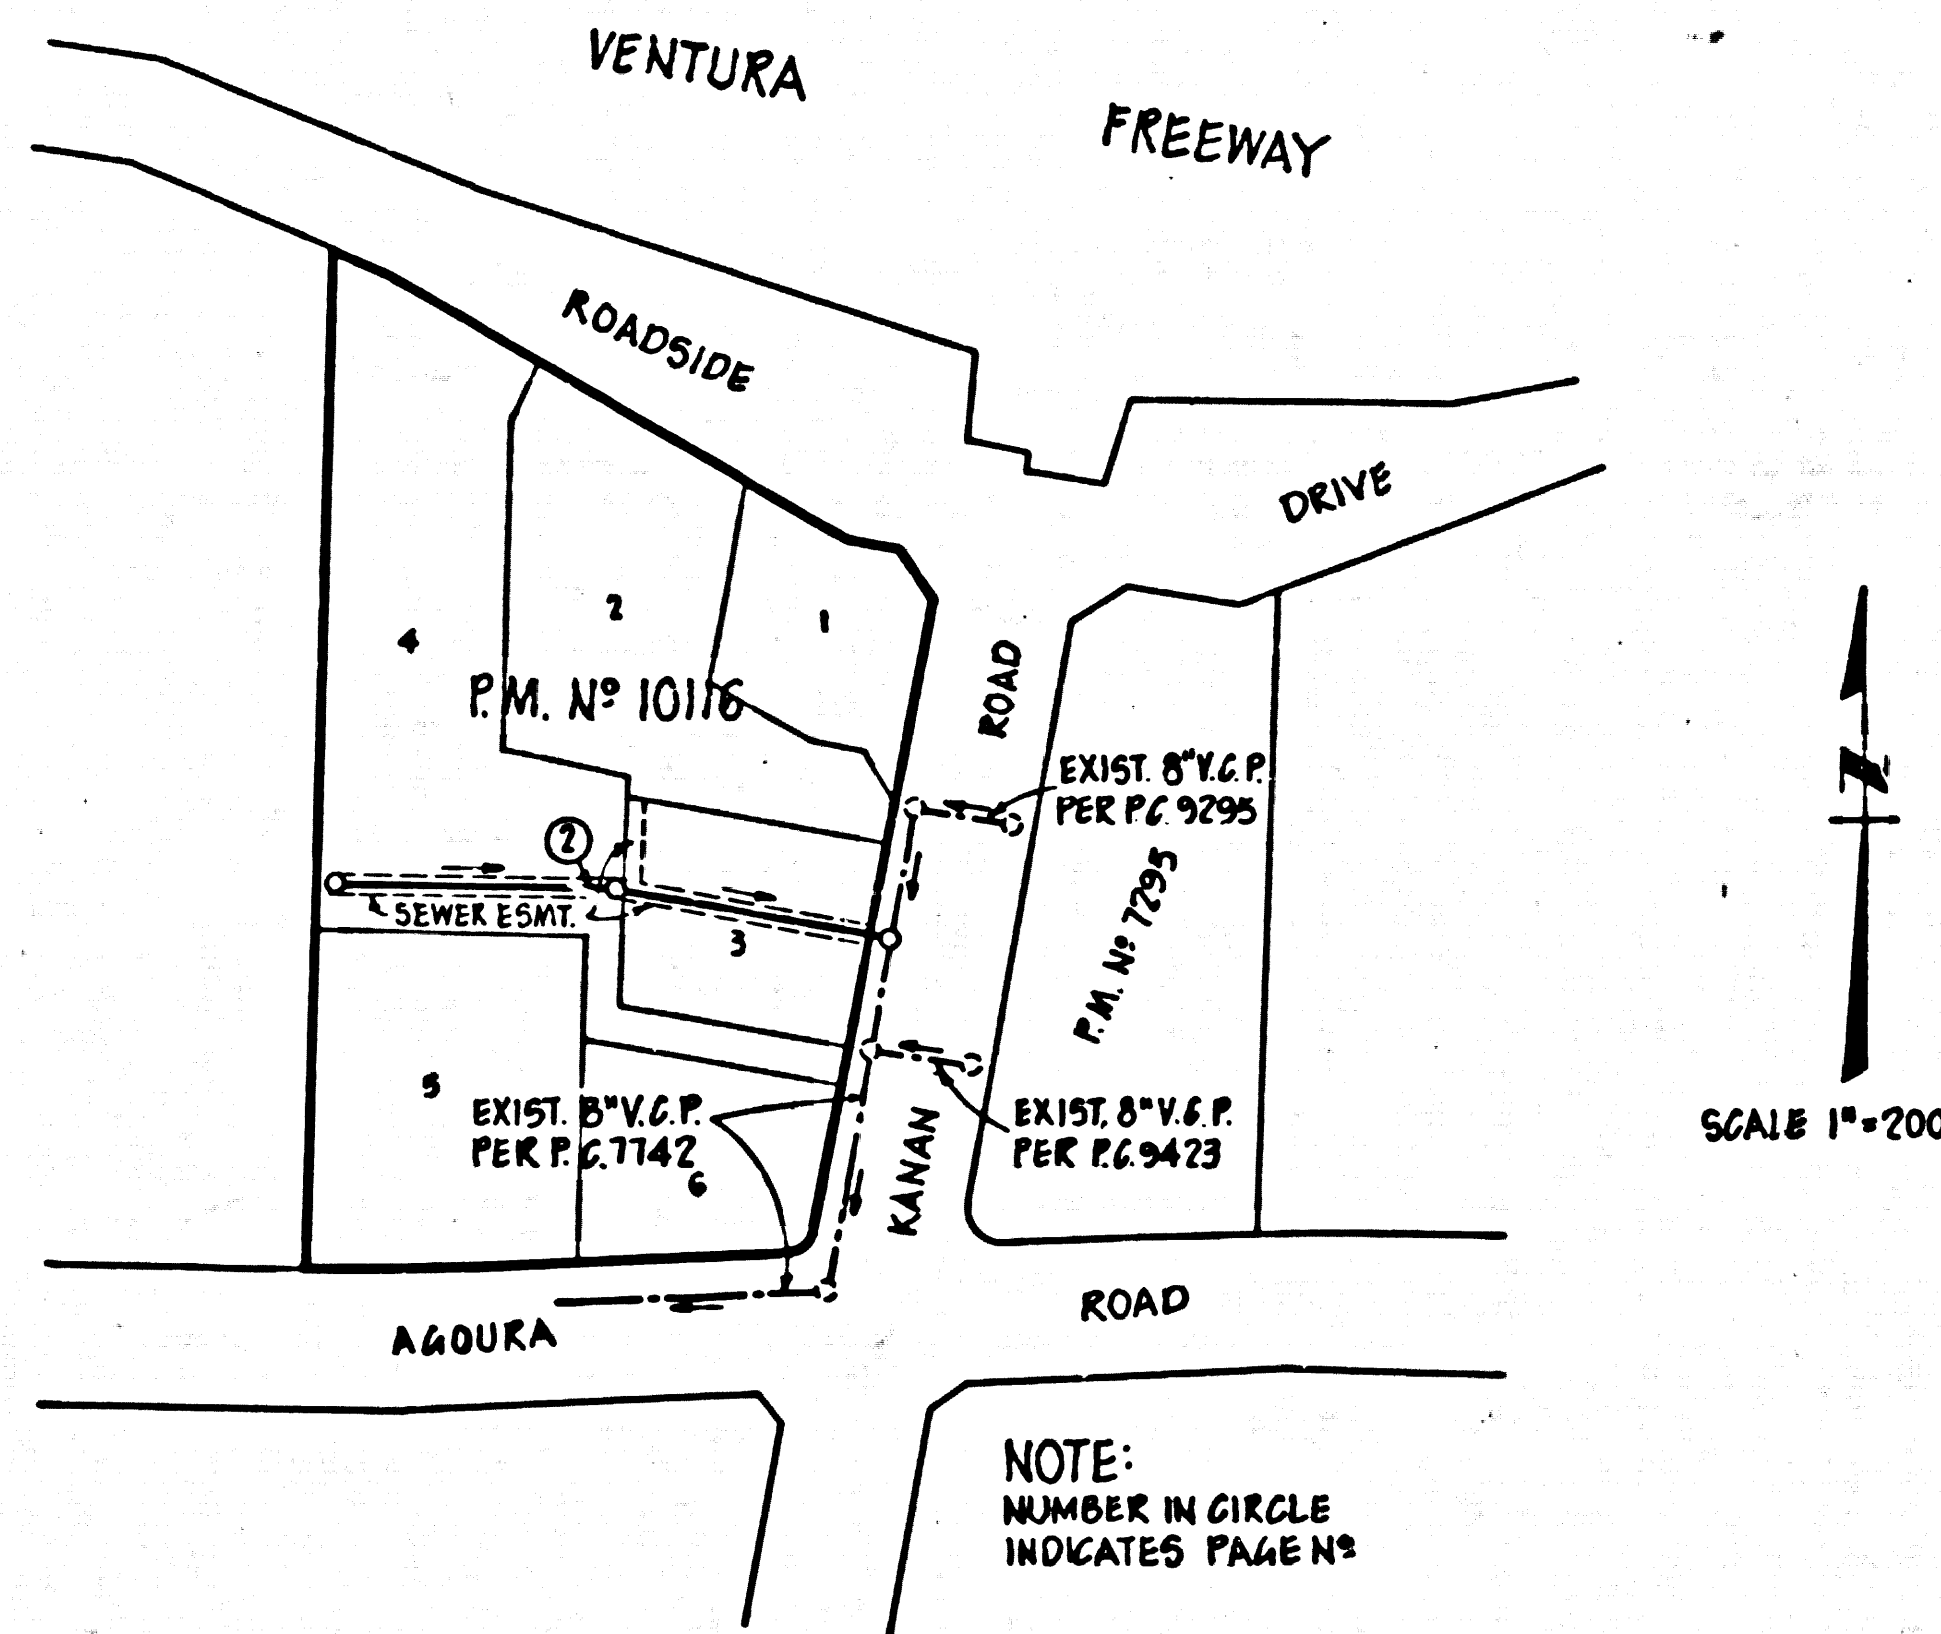 VENTURA
FREEWAY
ROADSIDE
DRIVE
4
2
1
P.M. Nº 10116
ROAD
EXIST. 8" V.C.P.
PER P.C. 9295
P.M. Nº 7295
2
SEWER ESMT.
3
N
5
EXIST. 8" V.C.P.
PER P.C. 7742
6
EXIST. 8" V.C.P.
PER P.C. 9423
KANAN
SCALE 1"=200
AGOURA
ROAD
NOTE:
NUMBER IN CIRCLE
INDICATES PAGE Nº